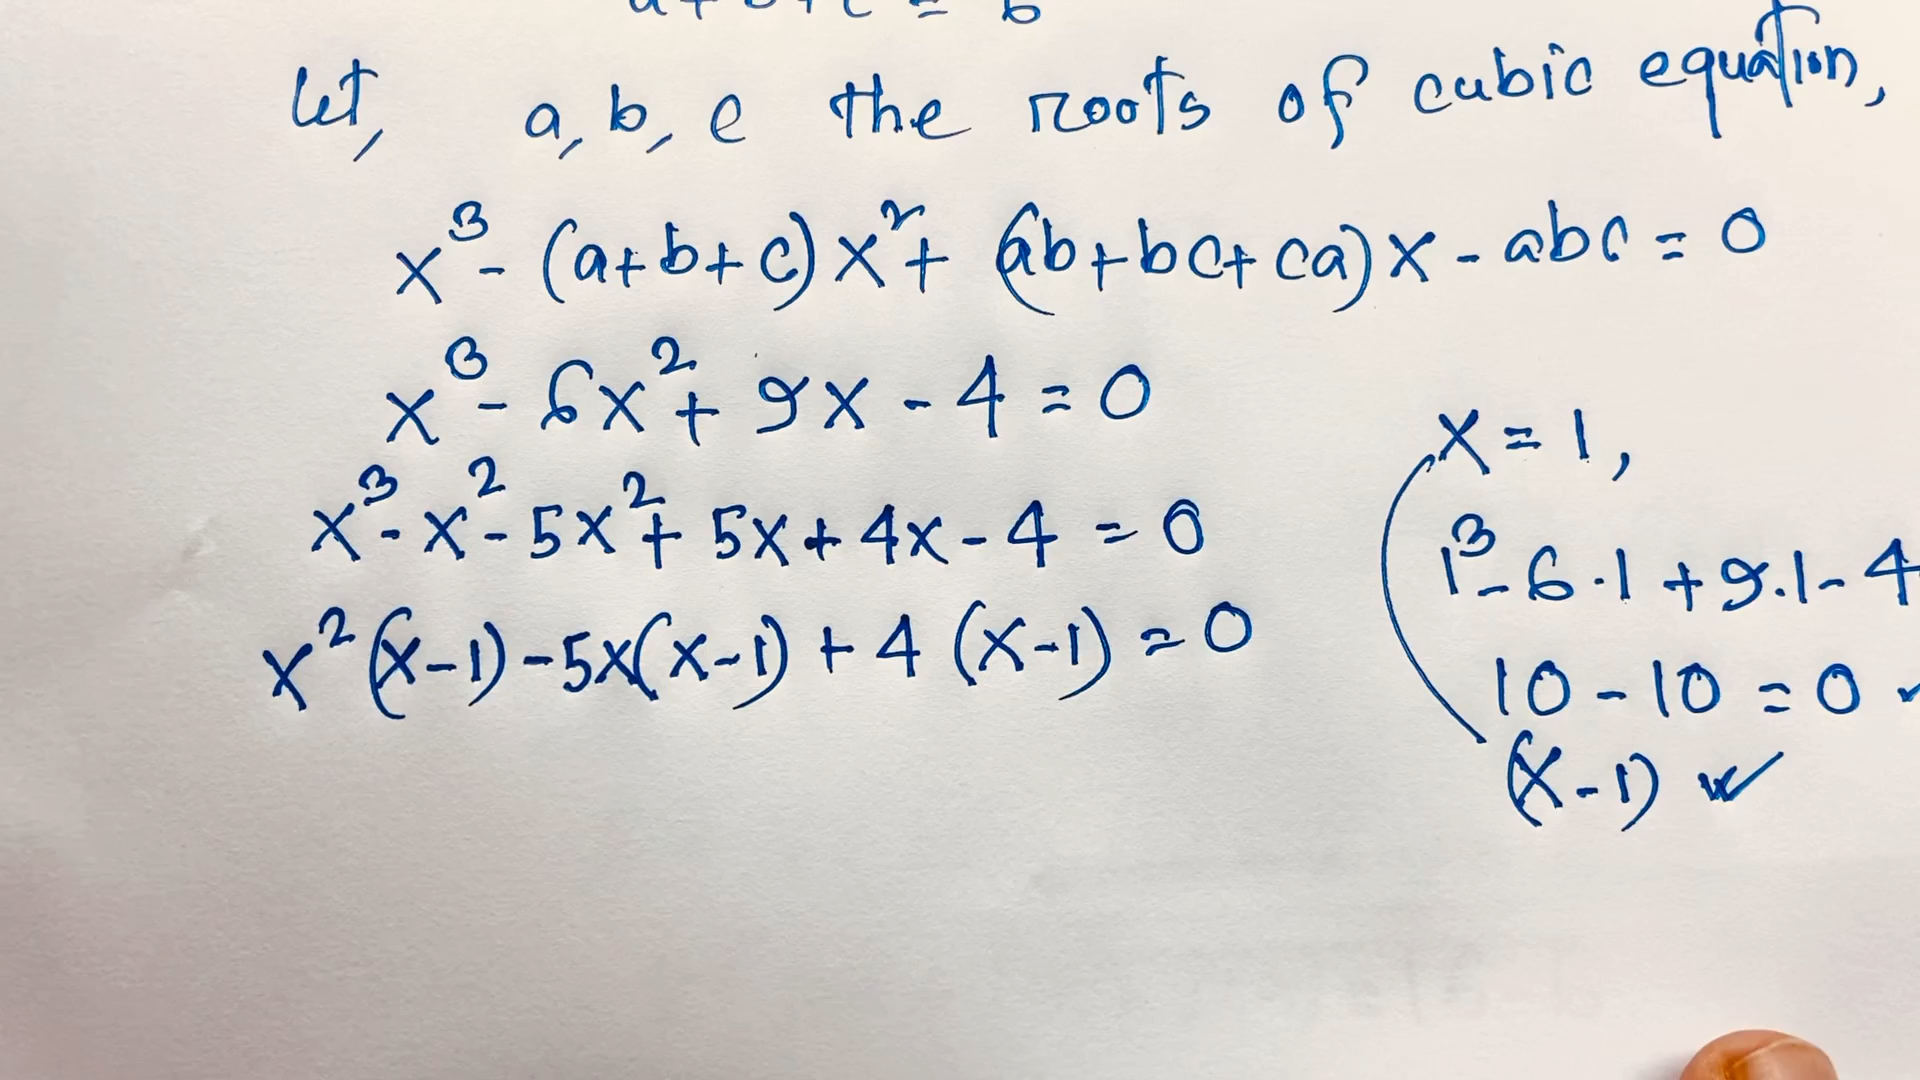 a+b+c = 6
Let, a, b, c the roots of cubic equation,
x³ - (a+b+c)x² + (ab+bc+ca)x - abc = 0
x³ - 6x² + 9x - 4 = 0
x³ - x² - 5x² + 5x + 4x - 4 = 0
x²(x-1) - 5x(x-1) + 4(x-1) = 0
x = 1,
1³ - 6·1 + 9.1 - 4
10 - 10 = 0 ✓
(x-1) ✓